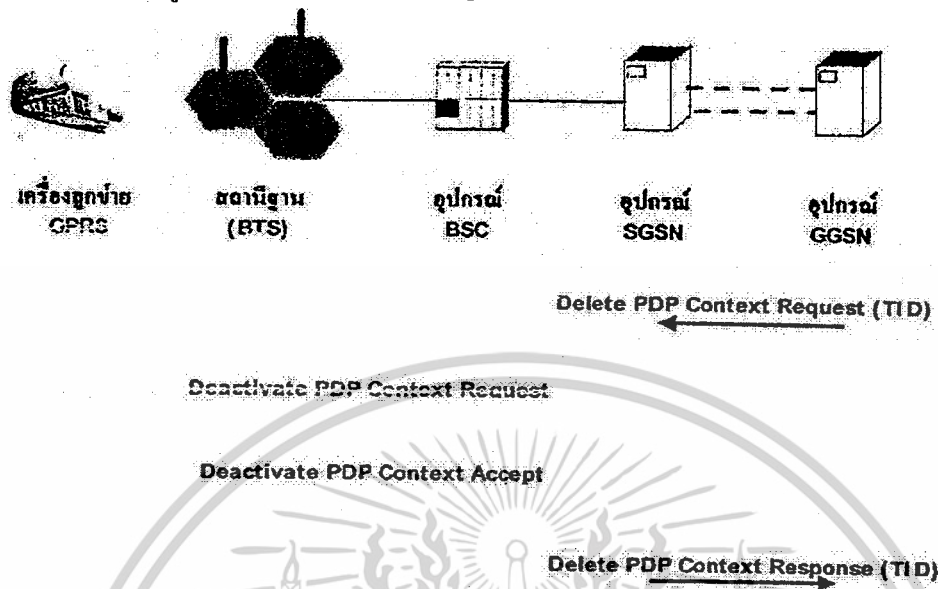 เครื่องลูกข่าย
GPRS
สถานีฐาน
(BTS)
อุปกรณ์
BSC
อุปกรณ์
SGSN
อุปกรณ์
GGSN
Delete PDP Context Request (TID)
Deactivate PDP Context Request
Deactivate PDP Context Accept
Delete PDP Context Response (TID)